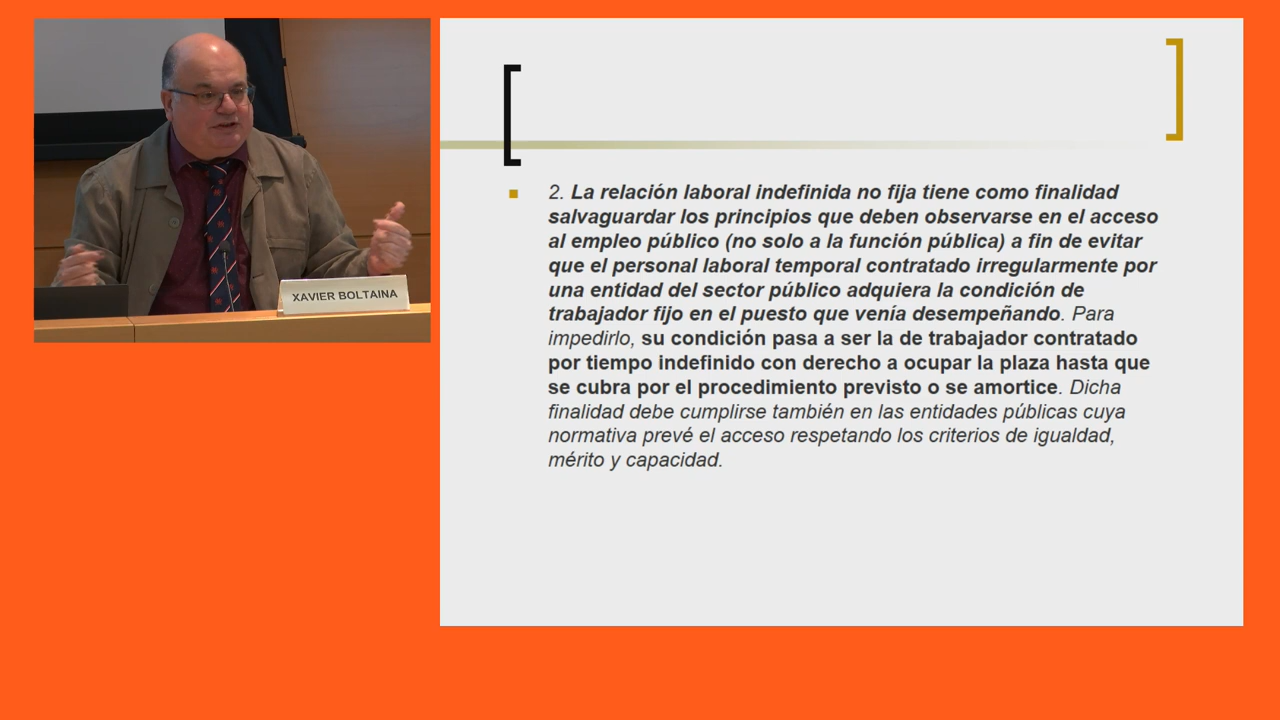 XAVIER BOLTAINA
2. La relación laboral indefinida no fija tiene como finalidad
salvaguardar los principios que deben observarse en el acceso
al empleo público (no solo a la función pública) a fin de evitar
que el personal laboral temporal contratado irregularmente por
una entidad del sector público adquiera la condición de
trabajador fijo en el puesto que venía desempeñando. Para
impedirlo, su condición pasa a ser la de trabajador contratado
por tiempo indefinido con derecho a ocupar la plaza hasta que
se cubra por el procedimiento previsto o se amortice. Dicha
finalidad debe cumplirse también en las entidades públicas cuya
normativa prevé el acceso respetando los criterios de igualdad,
mérito y capacidad.